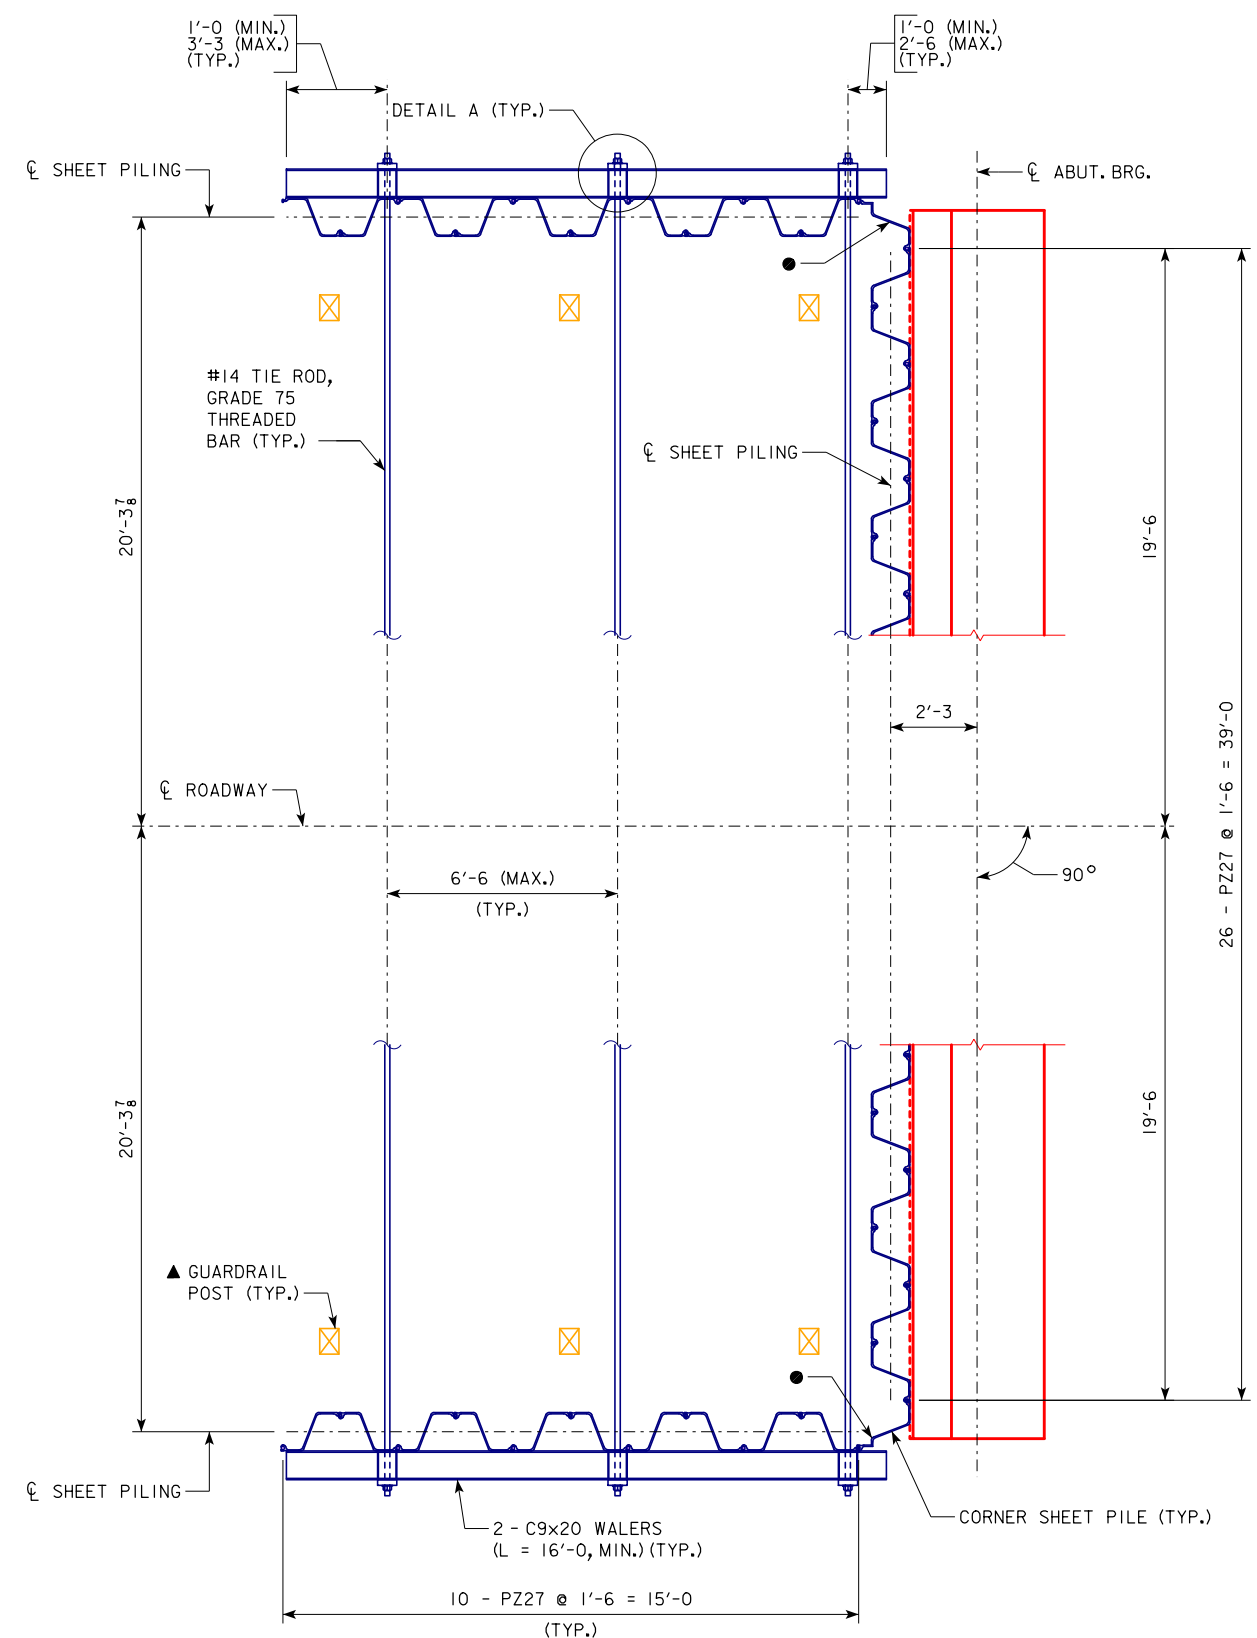 1'-0 (MIN.)
3'-3 (MAX.)
(TYP.)
1'-0 (MIN.)
2'-6 (MAX.)
(TYP.)
DETAIL A (TYP.)
℄ SHEET PILING
℄ ABUT. BRG.
#14 TIE ROD,
GRADE 75
THREADED
BAR (TYP.)
℄ SHEET PILING
20'-3⅞
19'-6
2'-3
26 - PZ27 @ 1'-6 = 39'-0
℄ ROADWAY
6'-6 (MAX.)
(TYP.)
90°
20'-3⅞
19'-6
▲ GUARDRAIL
POST (TYP.)
℄ SHEET PILING
2 - C9x20 WALERS
(L = 16'-0, MIN.) (TYP.)
CORNER SHEET PILE (TYP.)
10 - PZ27 @ 1'-6 = 15'-0
(TYP.)